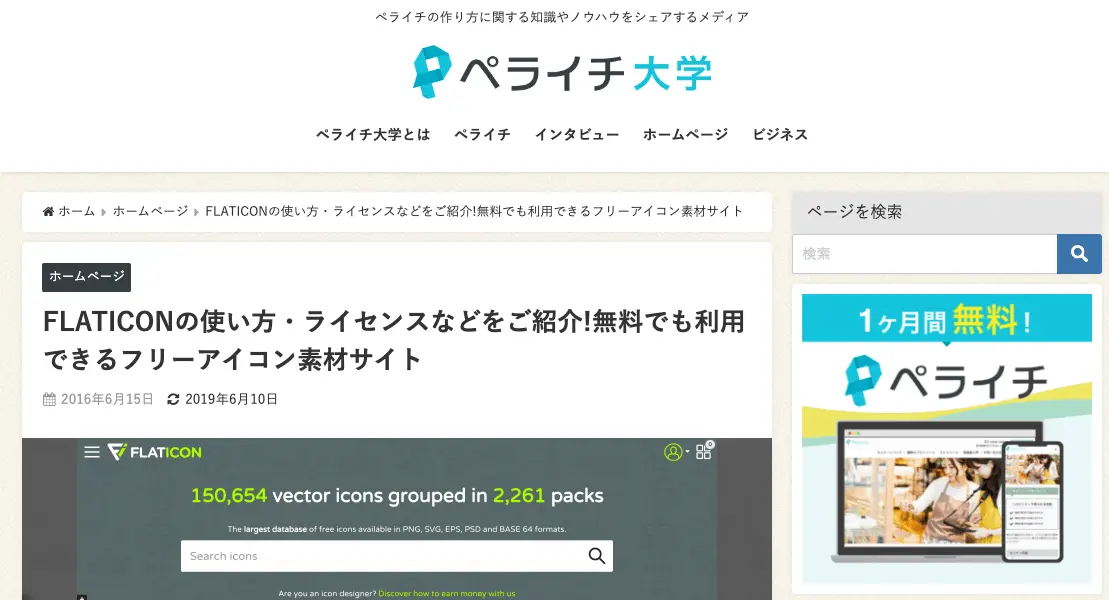 ペライチの作り方に関する知識やノウハウをシェアするメディア
ペライチ大学
ペライチ大学とは ペライチ インタビュー ホームページ ビジネス
ホーム ホームページ FLATICONの使い方・ライセンスなどをご紹介!無料でも利用できるフリーアイコン素材サイト
ホームページ
FLATICONの使い方・ライセンスなどをご紹介!無料でも利用
できるフリーアイコン素材サイト
2016年6月15日 2019年6月10日
FLATICON
0
150,654 vector icons grouped in 2,261 packs
The largest database of free icons available in PNG, SVG, EPS, PSD and BASE 64 formats.
Search icons
Are you an icon designer? Discover how to earn money with us
ページを検索
検索
1ヶ月間 無料!
ペライチ